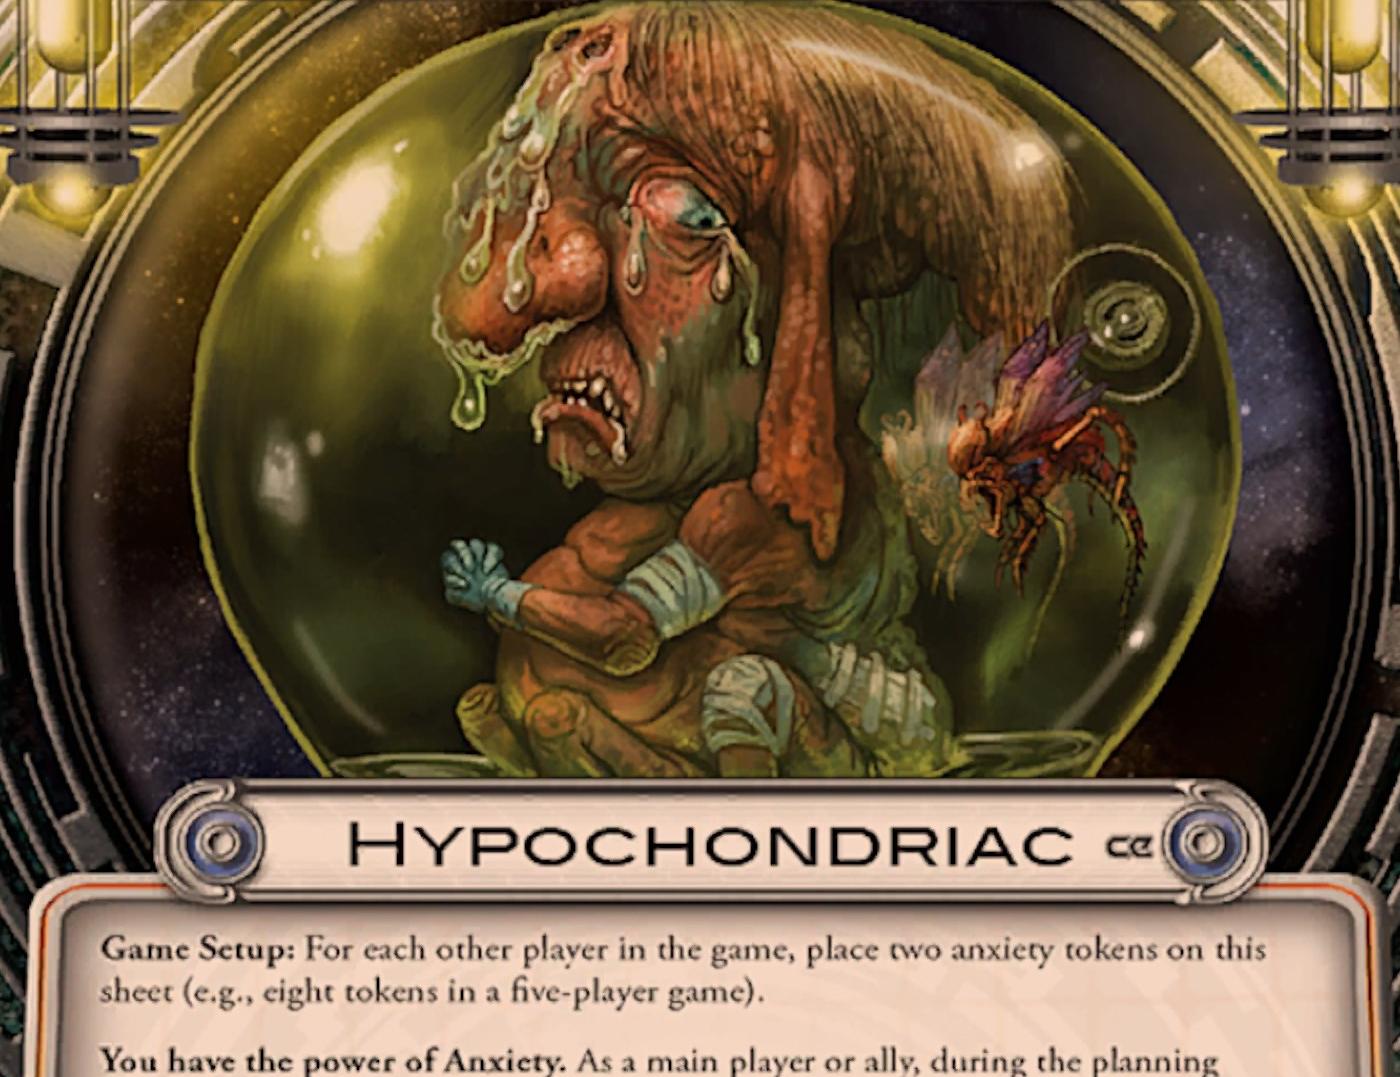 HYPOCHONDRIAC CE
Game Setup: For each other player in the game, place two anxiety tokens on this
sheet (e.g., eight tokens in a five-player game).
You have the power of Anxiety. As a main player or ally, during the planning